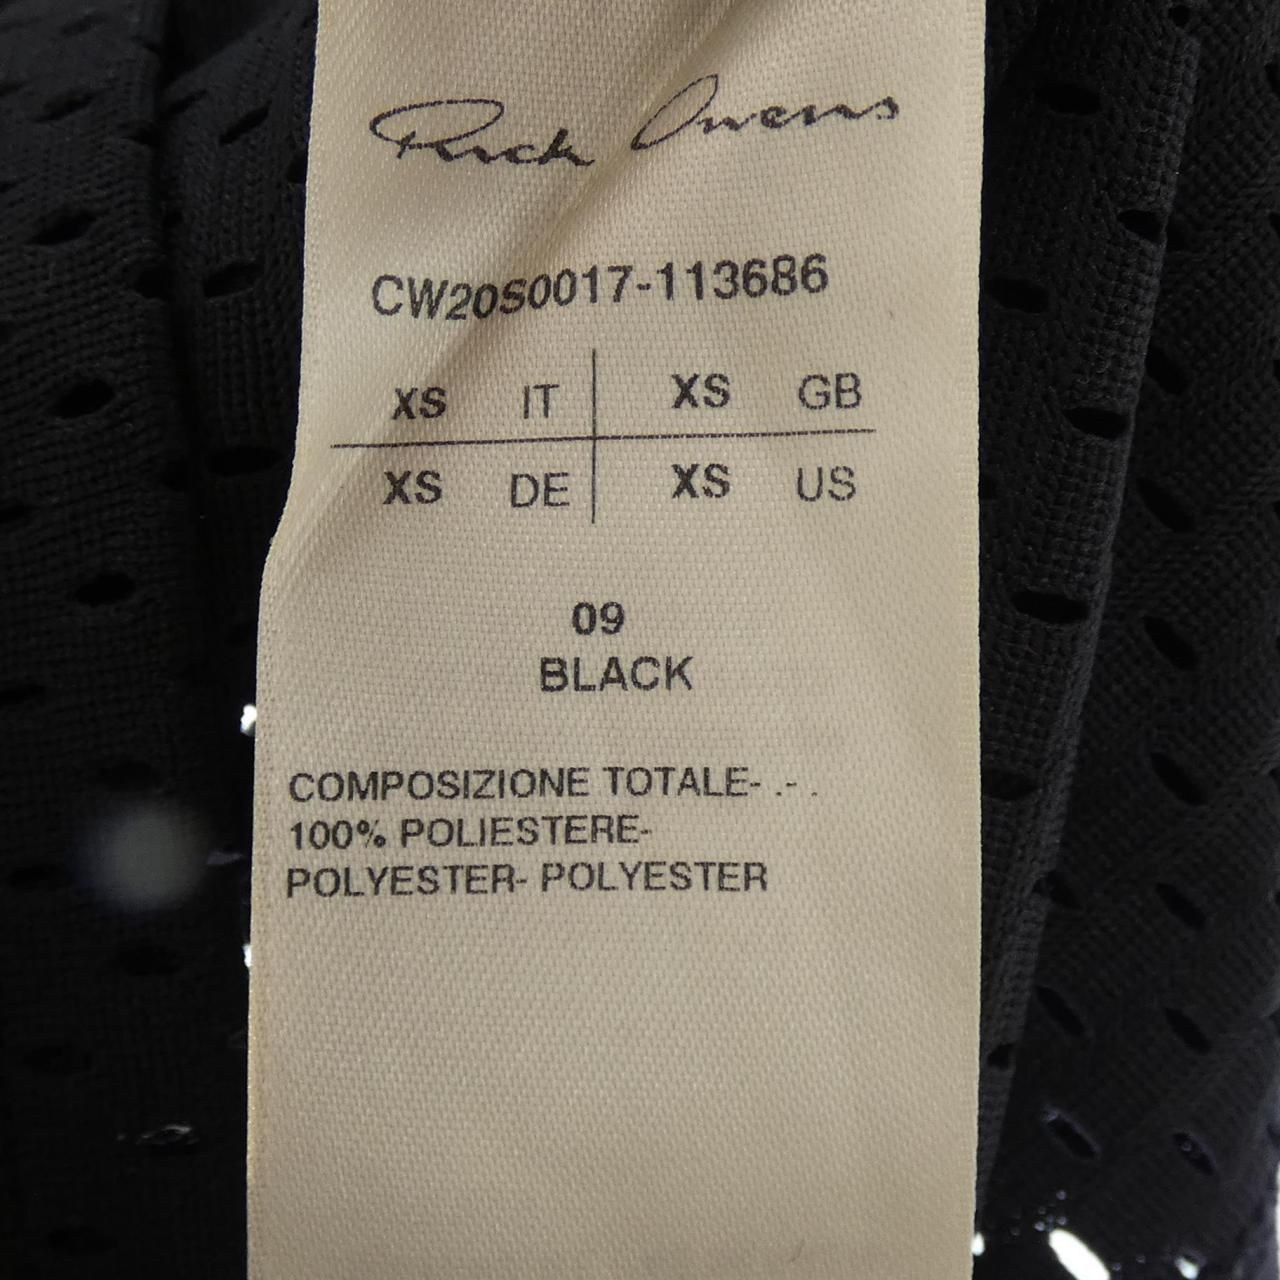 Rick Owens
CW20S0017-113686
XS IT XS GB
XS DE XS US
09
BLACK
COMPOSIZIONE TOTALE- .- .
100% POLIESTERE-
POLYESTER- POLYESTER